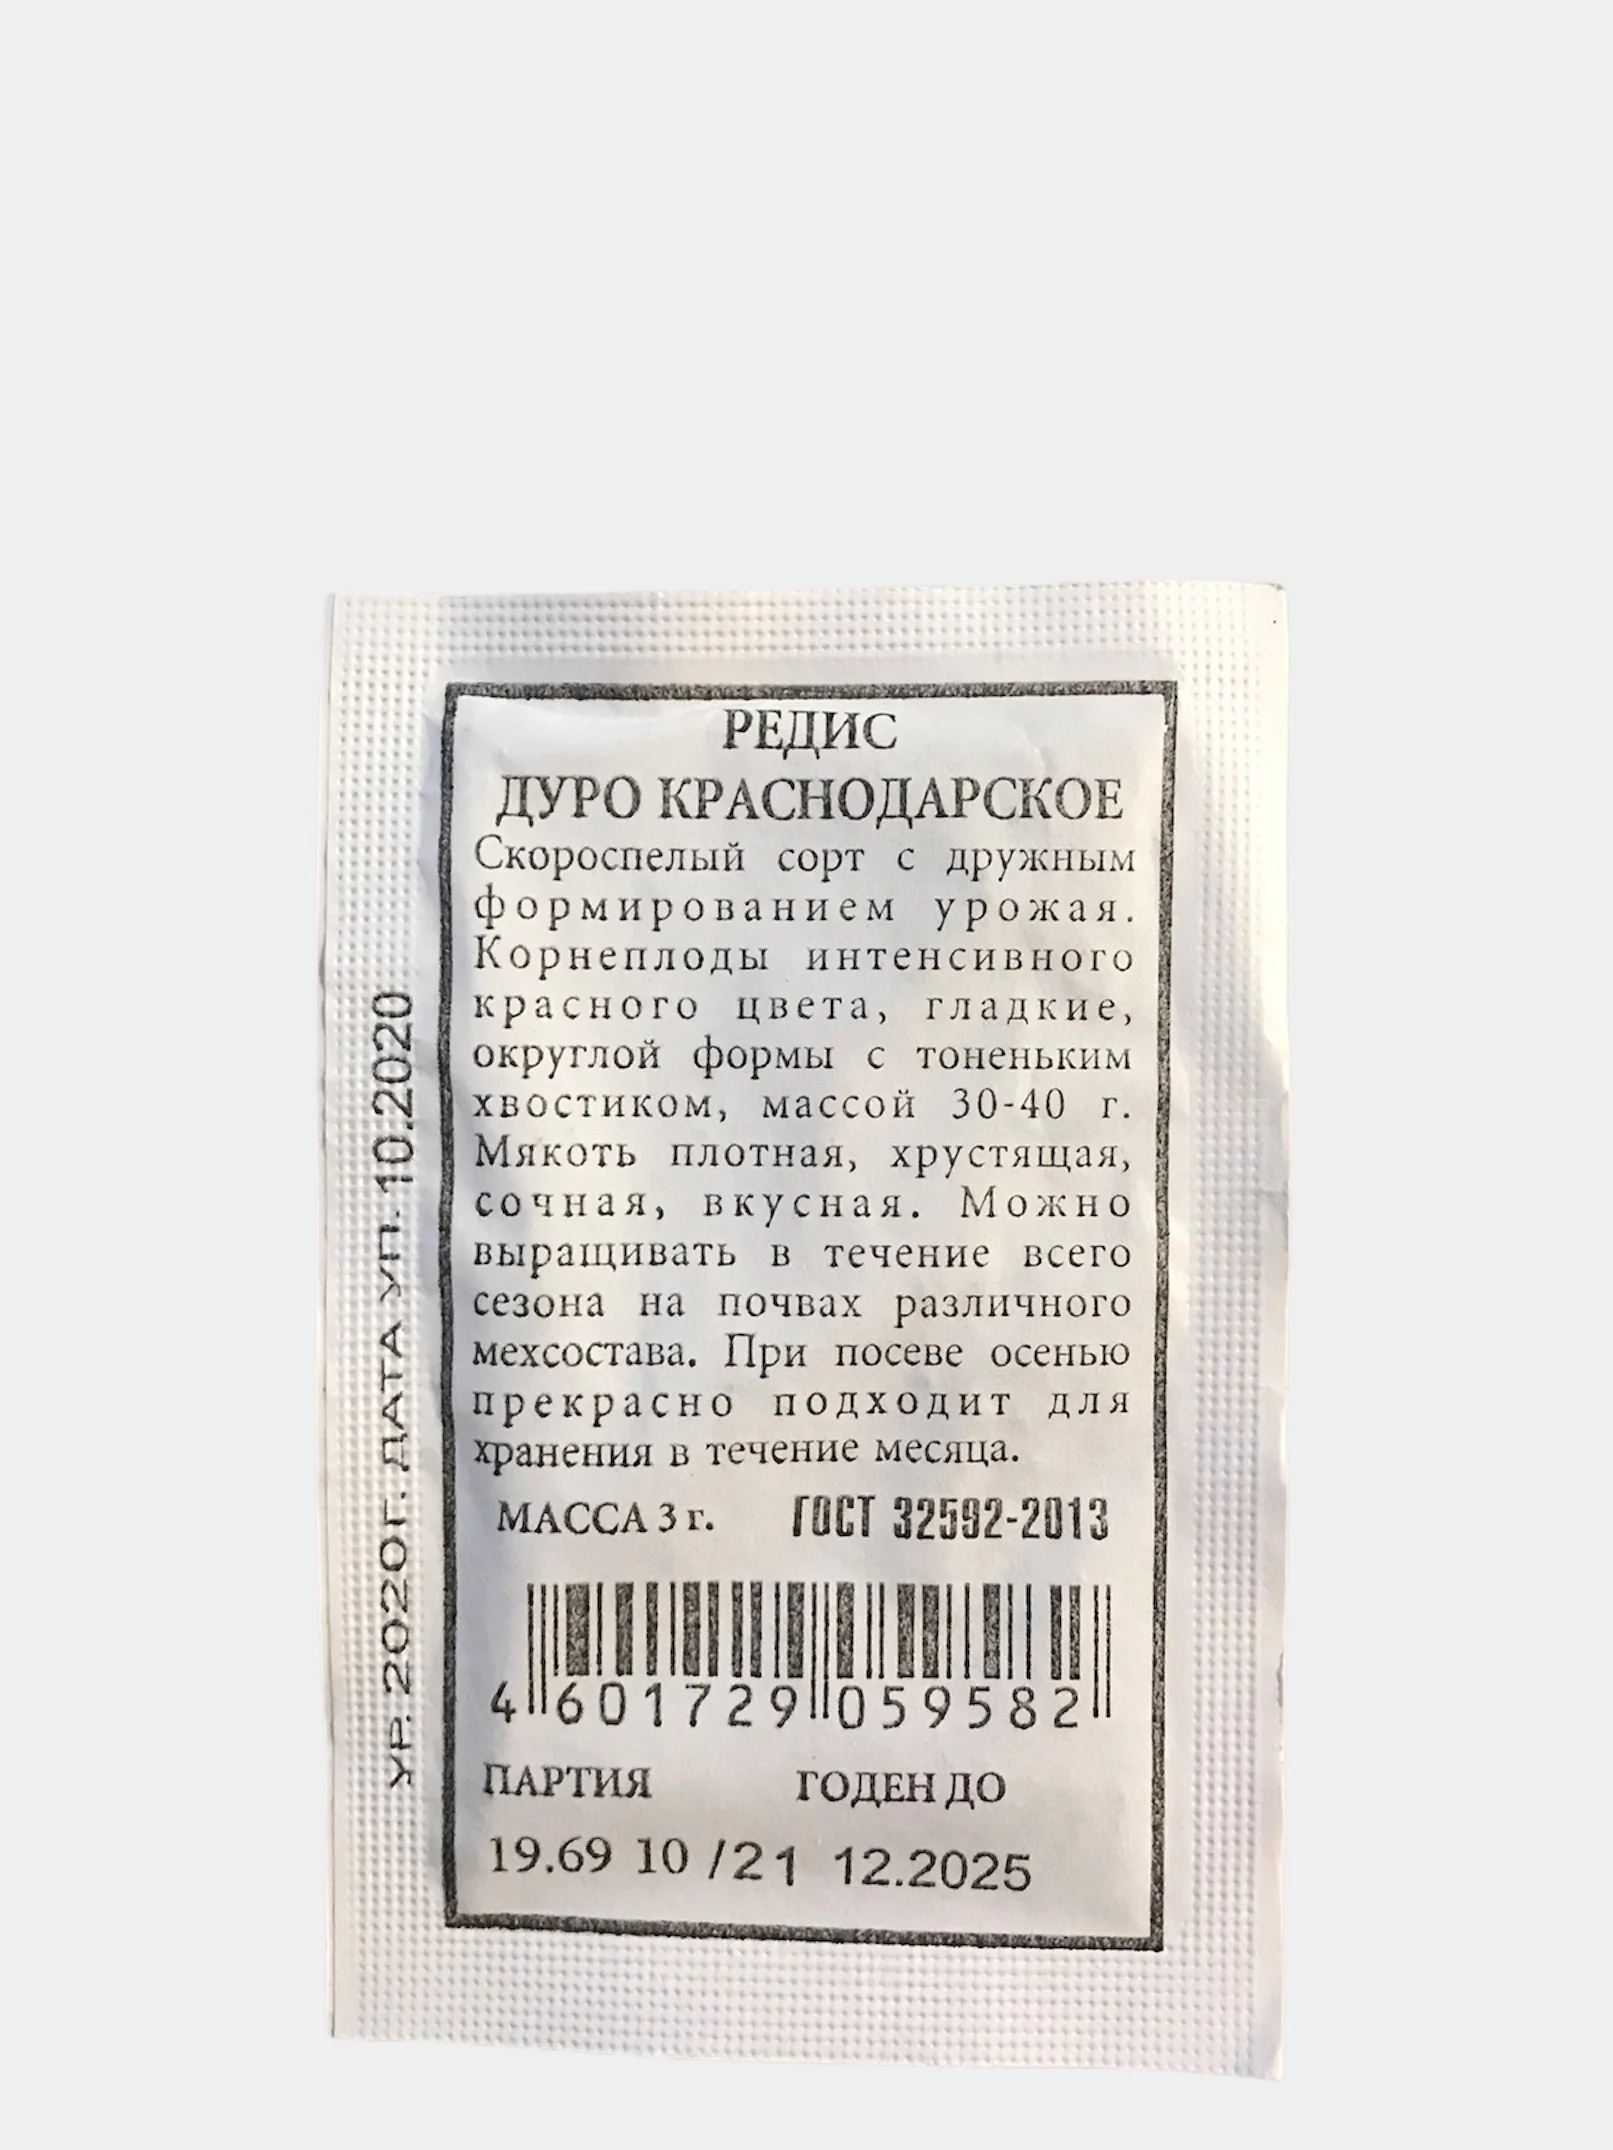 РЕДИС
ДУРО КРАСНОДАРСКОЕ
Скороспелый сорт с дружным
формированием урожая.
Корнеплоды интенсивного
красного цвета, гладкие,
округлой формы с тоненьким
хвостиком, массой 30-40 г.
Мякоть плотная, хрустящая,
сочная, вкусная. Можно
выращивать в течение всего
сезона на почвах различного
мехсостава. При посеве осенью
прекрасно подходит для
хранения в течение месяца.
МАССА 3 г. ГОСТ 32592-2013
4 601729 059582
ПАРТИЯ ГОДЕН ДО
19.69 10 /21 12.2025
УР. 2020Г. ДАТА УП. 10.2020